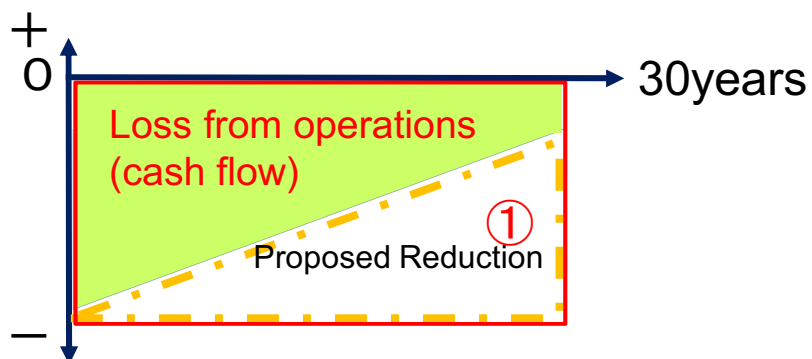 +
0
30years
Loss from operations
(cash flow)
①
Proposed Reduction
−